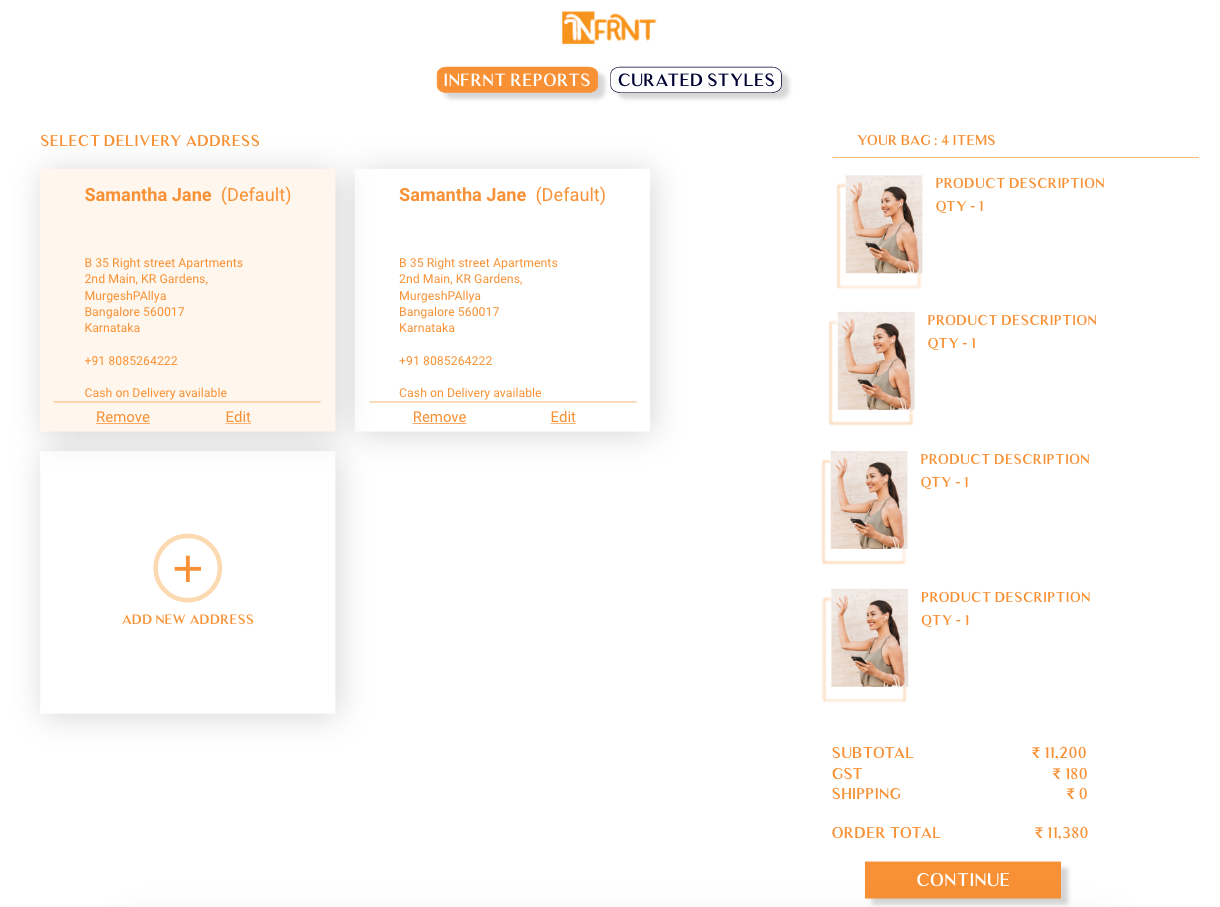 INFRNT
INFRNT REPORTS
CURATED STYLES
SELECT DELIVERY ADDRESS
Samantha Jane (Default)
B 35 Right street Apartments
2nd Main, KR Gardens,
MurgeshPAllya
Bangalore 560017
Karnataka
+91 8085264222
Cash on Delivery available
Remove Edit
Samantha Jane (Default)
B 35 Right street Apartments
2nd Main, KR Gardens,
MurgeshPAllya
Bangalore 560017
Karnataka
+91 8085264222
Cash on Delivery available
Remove Edit
ADD NEW ADDRESS
YOUR BAG : 4 ITEMS
PRODUCT DESCRIPTION
QTY - 1
PRODUCT DESCRIPTION
QTY - 1
PRODUCT DESCRIPTION
QTY - 1
PRODUCT DESCRIPTION
QTY - 1
SUBTOTAL ₹ 11,200
GST ₹ 180
SHIPPING ₹ 0
ORDER TOTAL ₹ 11,380
CONTINUE